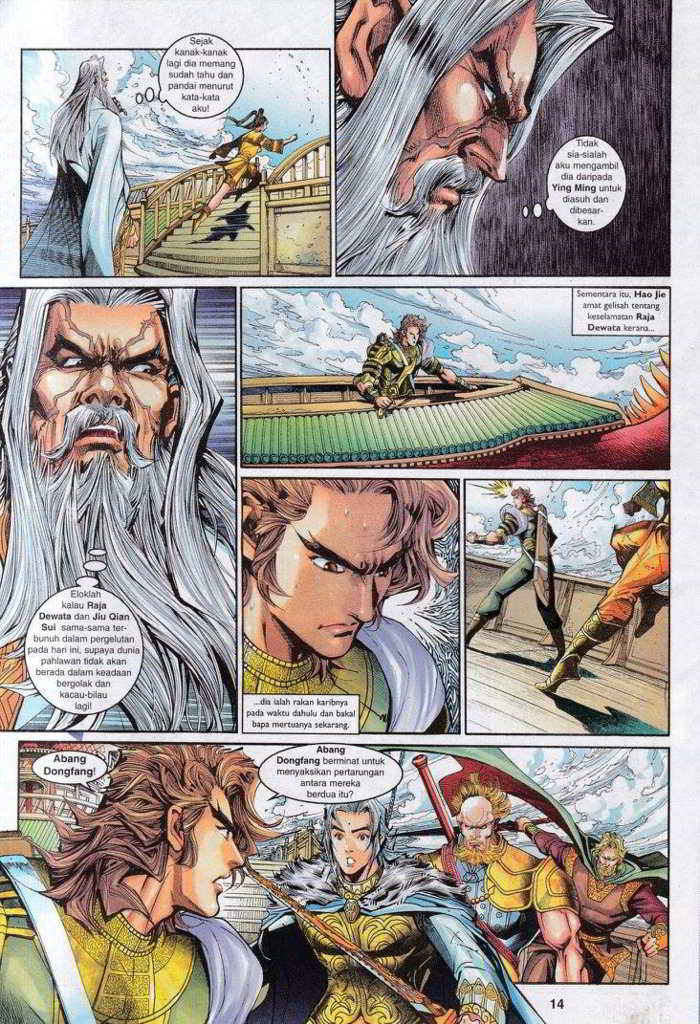 Sejak
kanak-kanak
lagi dia memang
sudah tahu dan
pandai menurut
kata-kata
aku!
Tidak
sia-sialah
aku mengambil
dia daripada
Ying Ming untuk
diasuh dan
dibesar-
kan.
Sementara itu, Hao Jie
amat gelisah tentang
keselamatan Raja
Dewata kerana...
Eloklah
kalau Raja
Dewata dan Jiu Qian
Sui sama-sama ter-
bunuh dalam pergelutan
pada hari ini, supaya dunia
pahlawan tidak akan
berada dalam keadaan
bergolak dan
kacau-bilau
lagi!
...dia ialah rakan karibnya
pada waktu dahulu dan bakal
bapa mertuanya sekarang.
Abang
Dongfang!
Abang
Dongfang berminat untuk
menyaksikan pertarungan
antara mereka
berdua itu?
14